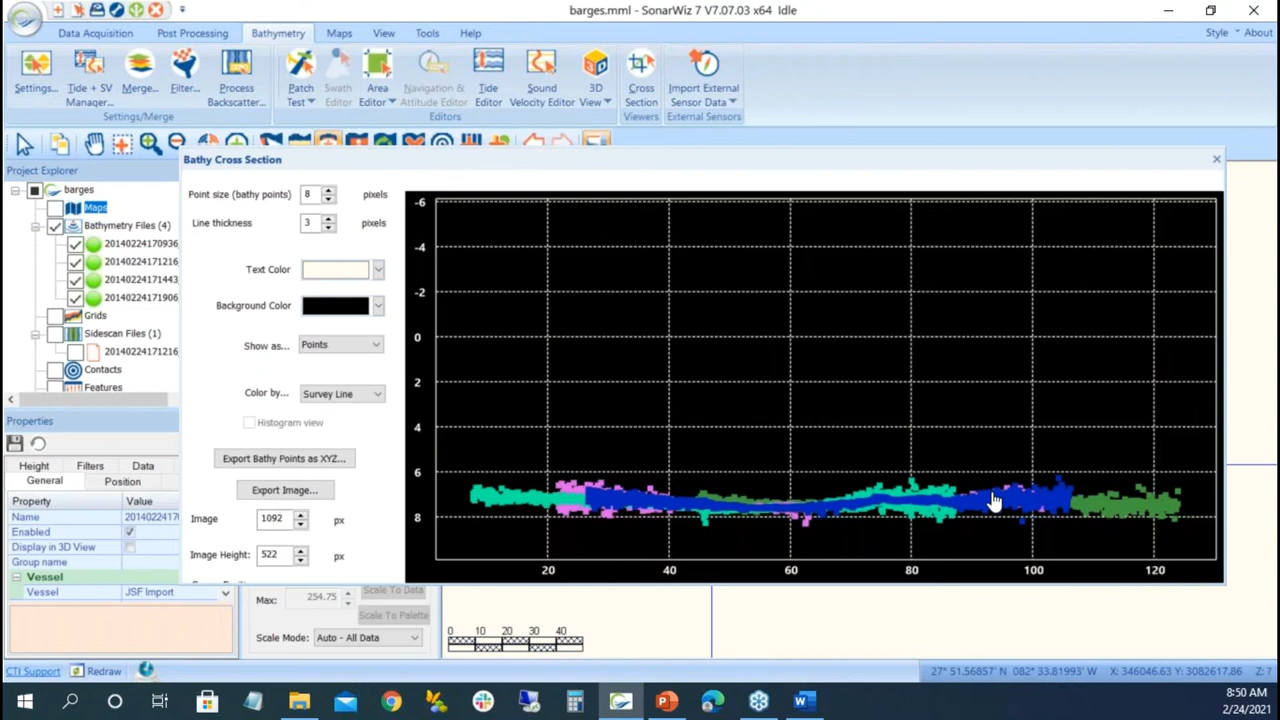 barges.mml - SonarWiz 7 V7.07.03 x64 Idle
Data Acquisition Post Processing Bathymetry Maps View Tools Help Style About
Settings... Tide + SV Manager... Merge... Filter... Process Backscatter... Patch Test Swath Editor Area Editor Navigation & Attitude Editor Tide Editor Sound Velocity Editor 3D View Cross Section Import External Sensor Data
Settings/Merge Editors Viewers External Sensors
Project Explorer
barges
Maps
Bathymetry Files (4)
20140224170936
20140224171216
20140224171443
20140224171906
Grids
Sidescan Files (1)
20140224171216
Contacts
Features
Properties
Height Filters Data
General Position
Property Value
Name 2014022417
Enabled
Display in 3D View
Group name
Vessel
Vessel JSF Import
Bathy Cross Section
Point size (bathy points) 8 pixels
Line thickness 3 pixels
Text Color
Background Color
Show as... Points
Color by... Survey Line
Histogram view
Export Bathy Points as XYZ...
Export Image...
Image 1092 px
Image Height: 522 px
-6
-4
-2
0
2
4
6
8
20 40 60 80 100 120
Max: 254.75 Scale To Data
Scale To Palette
Scale Mode: Auto - All Data
0 10 20 30 40
CTI Support Redraw
27° 51.56857' N 082° 33.81993' W X: 346046.63 Y: 3082617.86 Z: ?
8:50 AM
2/24/2021